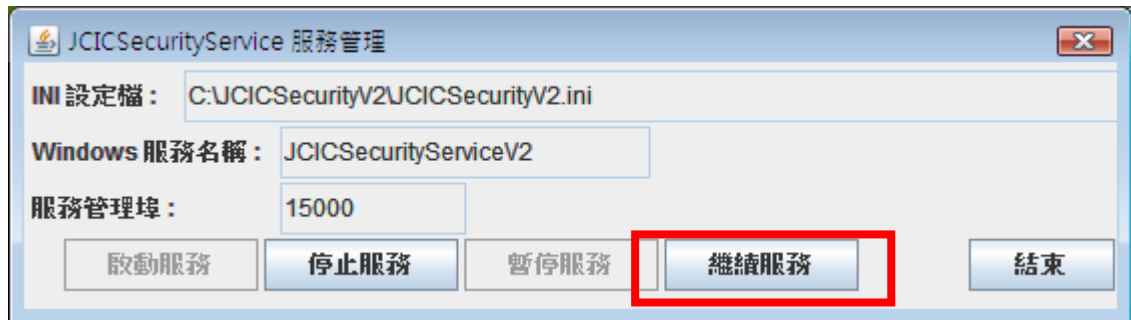 JCICSecurityService 服務管理
INI 設定檔： C:\JCICSecurityV2\JCICSecurityV2.ini
Windows 服務名稱： JCICSecurityServiceV2
服務管理埠： 15000
啟動服務 停止服務 暫停服務 繼續服務 結束